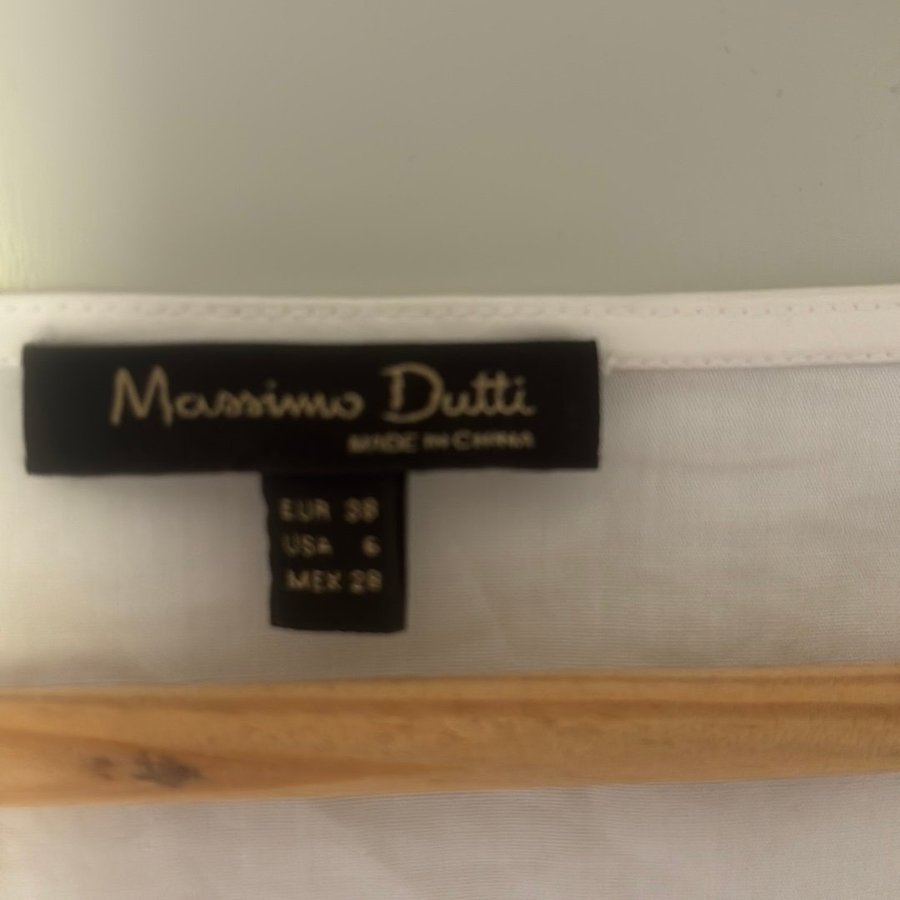 Massimo Dutti
MADE IN CHINA
EUR 38
USA 6
MEX 28